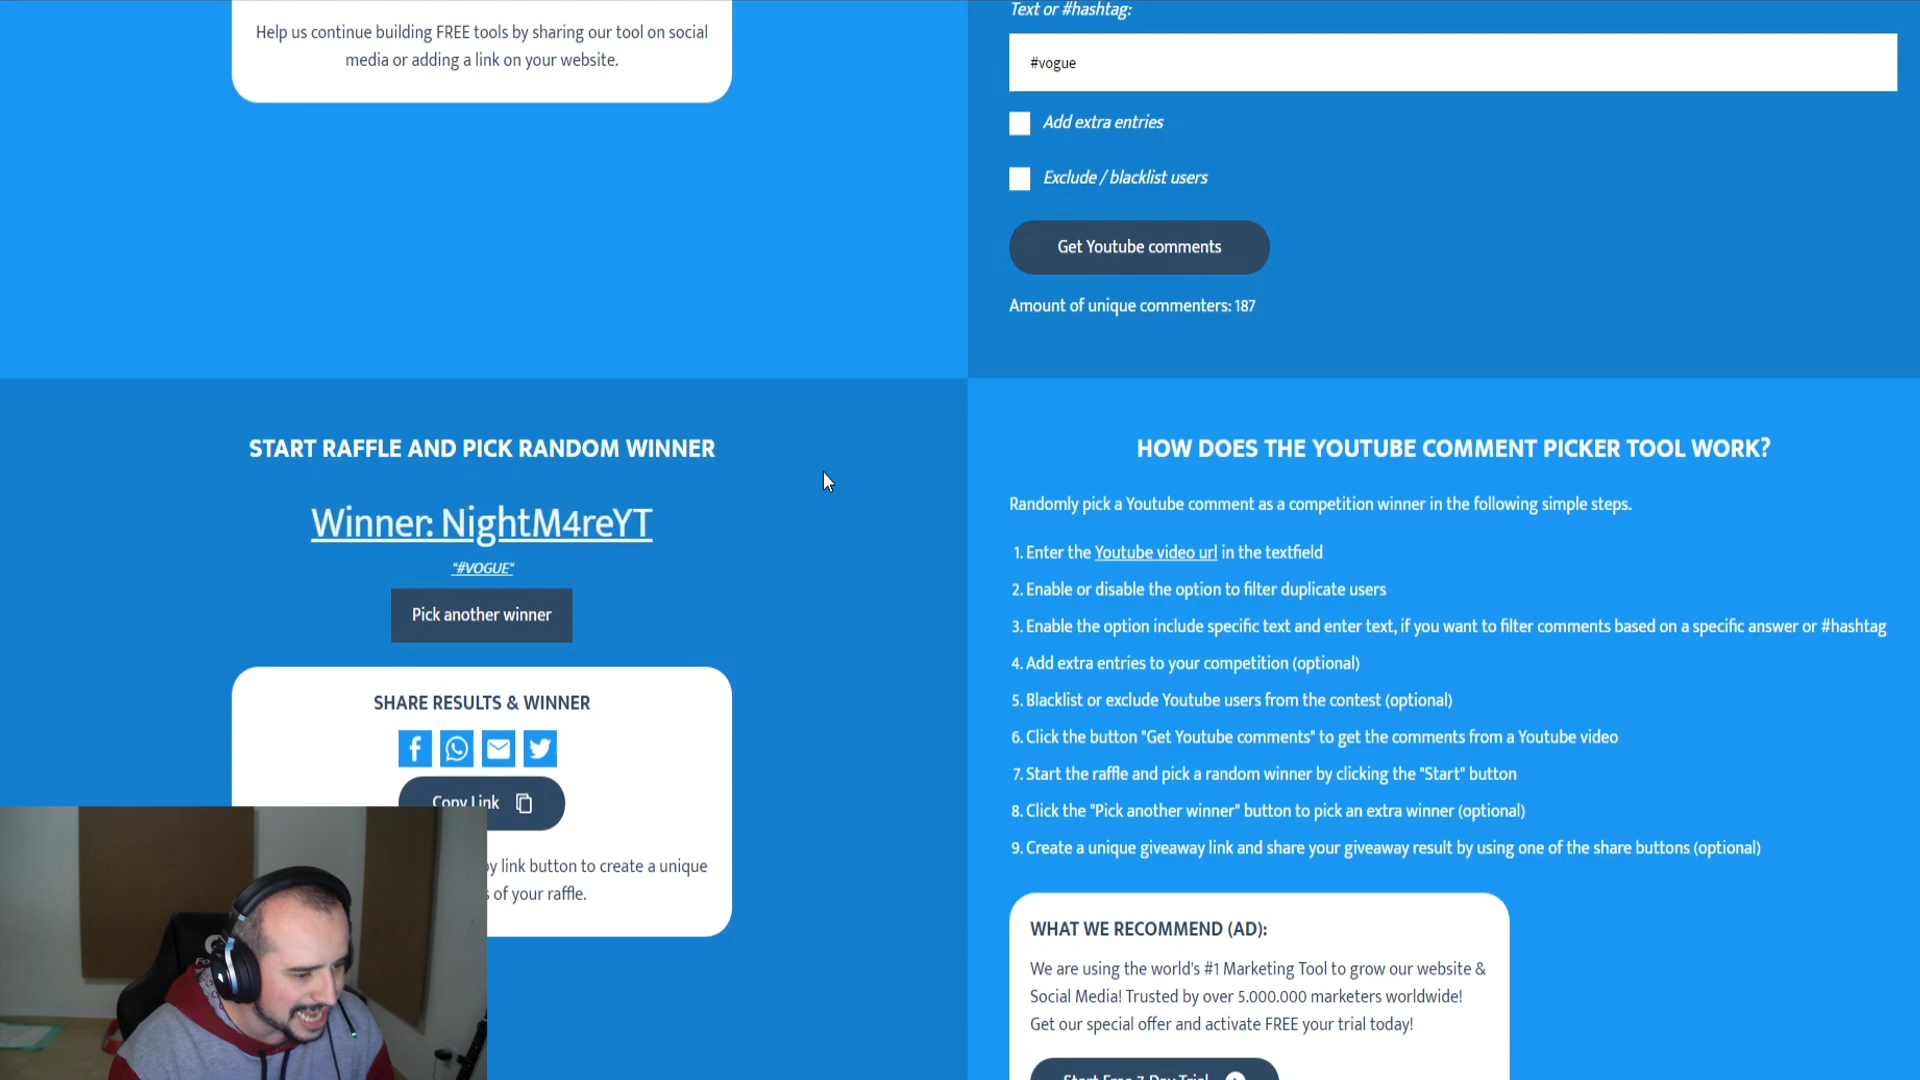 Help us continue building FREE tools by sharing our tool on social
media or adding a link on your website.
Text or #hashtag:
#vogue
Add extra entries
Exclude / blacklist users
Get Youtube comments
Amount of unique commenters: 187
START RAFFLE AND PICK RANDOM WINNER
Winner: NightM4reYT
"#VOGUE"
Pick another winner
SHARE RESULTS & WINNER
Copy Link
y link button to create a unique
of your raffle.
HOW DOES THE YOUTUBE COMMENT PICKER TOOL WORK?
Randomly pick a Youtube comment as a competition winner in the following simple steps.
1. Enter the Youtube video url in the textfield
2. Enable or disable the option to filter duplicate users
3. Enable the option include specific text and enter text, if you want to filter comments based on a specific answer or #hashtag
4. Add extra entries to your competition (optional)
5. Blacklist or exclude Youtube users from the contest (optional)
6. Click the button "Get Youtube comments" to get the comments from a Youtube video
7. Start the raffle and pick a random winner by clicking the "Start" button
8. Click the "Pick another winner" button to pick an extra winner (optional)
9. Create a unique giveaway link and share your giveaway result by using one of the share buttons (optional)
WHAT WE RECOMMEND (AD):
We are using the world's #1 Marketing Tool to grow our website &
Social Media! Trusted by over 5.000.000 marketers worldwide!
Get our special offer and activate FREE your trial today!
Start Free 7-Day Trial